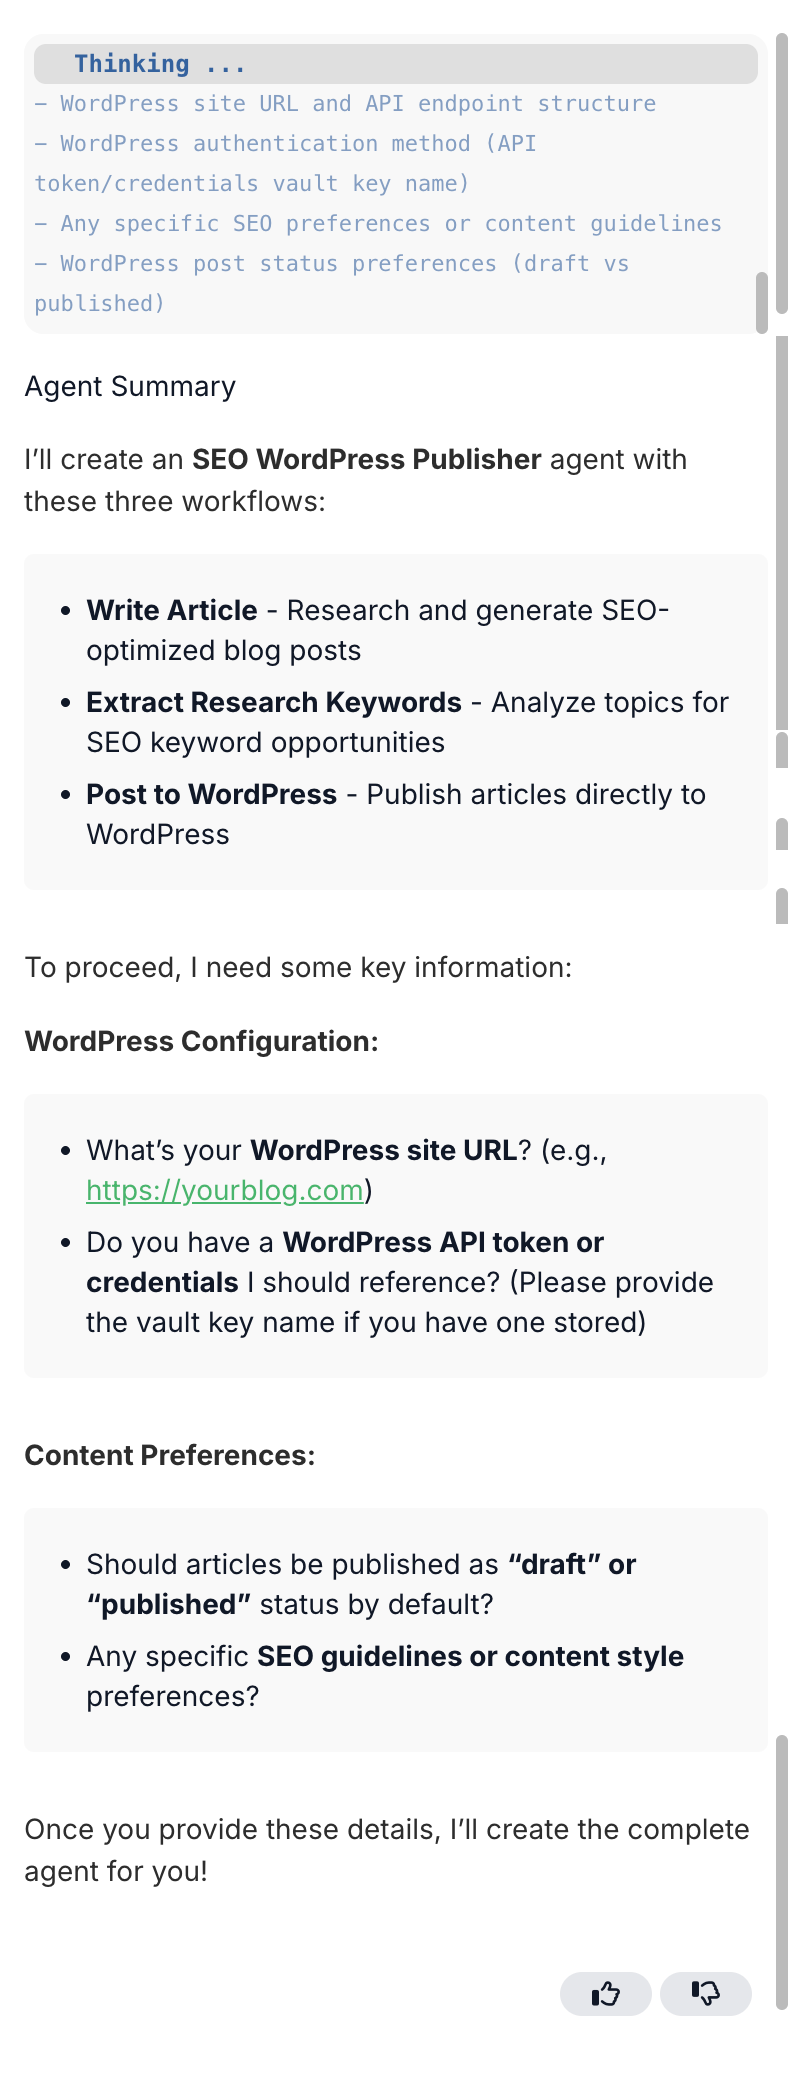 Thinking ...
– WordPress site URL and API endpoint structure
– WordPress authentication method (API
token/credentials vault key name)
– Any specific SEO preferences or content guidelines
– WordPress post status preferences (draft vs
published)
Agent Summary
I’ll create an SEO WordPress Publisher agent with
these three workflows:
• Write Article - Research and generate SEO-
optimized blog posts
• Extract Research Keywords - Analyze topics for
SEO keyword opportunities
• Post to WordPress - Publish articles directly to
WordPress
To proceed, I need some key information:
WordPress Configuration:
• What’s your WordPress site URL? (e.g.,
https://yourblog.com)
• Do you have a WordPress API token or
credentials I should reference? (Please provide
the vault key name if you have one stored)
Content Preferences:
• Should articles be published as “draft” or
“published” status by default?
• Any specific SEO guidelines or content style
preferences?
Once you provide these details, I’ll create the complete
agent for you!